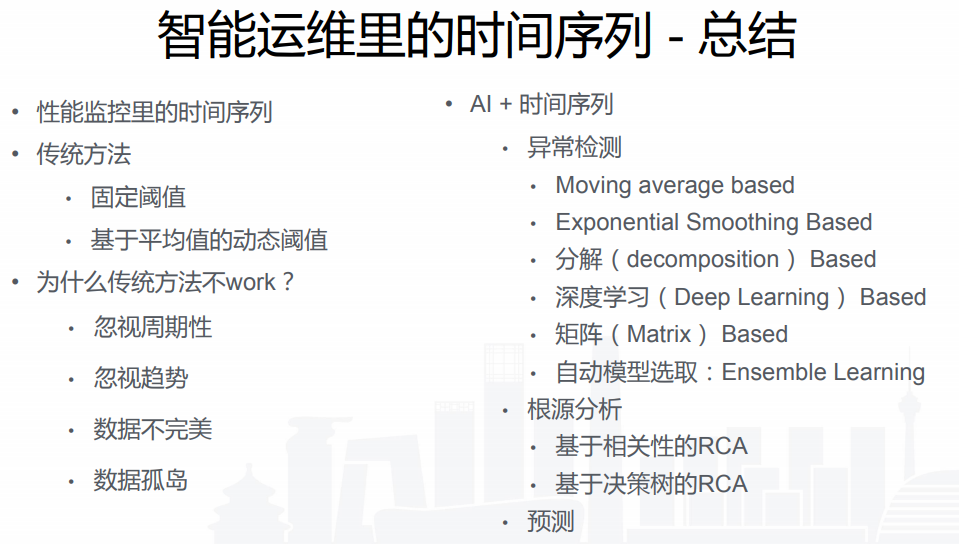 智能运维里的时间序列 - 总结
• 性能监控里的时间序列
• 传统方法
• 固定阈值
• 基于平均值的动态阈值
• 为什么传统方法不work？
• 忽视周期性
• 忽视趋势
• 数据不完美
• 数据孤岛
• AI + 时间序列
• 异常检测
• Moving average based
• Exponential Smoothing Based
• 分解（decomposition） Based
• 深度学习（Deep Learning） Based
• 矩阵（Matrix） Based
• 自动模型选取：Ensemble Learning
• 根源分析
• 基于相关性的RCA
• 基于决策树的RCA
• 预测